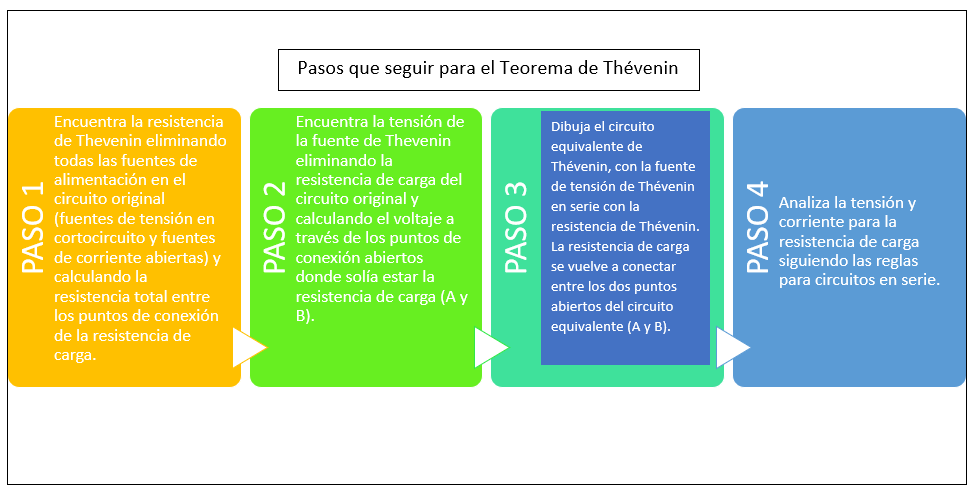 Pasos que seguir para el Teorema de Thévenin
PASO 1
Encuentra la resistencia
de Thevenin eliminando
todas las fuentes de
alimentación en el
circuito original
(fuentes de tensión en
cortocircuito y fuentes
de corriente abiertas) y
calculando la
resistencia total entre
los puntos de conexión
de la resistencia de
carga.
PASO 2
Encuentra la tensión de
la fuente de Thevenin
eliminando la
resistencia de carga del
circuito original y
calculando el voltaje a
través de los puntos de
conexión abiertos
donde solía estar la
resistencia de carga (A y
B).
PASO 3
Dibuja el circuito
equivalente de
Thévenin, con la fuente
de tensión de Thévenin
en serie con la
resistencia de Thévenin.
La resistencia de carga
se vuelve a conectar
entre los dos puntos
abiertos del circuito
equivalente (A y B).
PASO 4
Analiza la tensión y
corriente para la
resistencia de carga
siguiendo las reglas
para circuitos en serie.